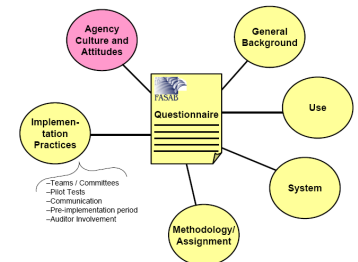 Agency
Culture and
Attitudes
General
Background
FASAB
Questionnaire
Use
Implemen-
tation
Practices
–Teams / Committees
–Pilot Tests
–Communication
–Pre-implementation period
–Auditor Involvement
System
Methodology/
Assignment